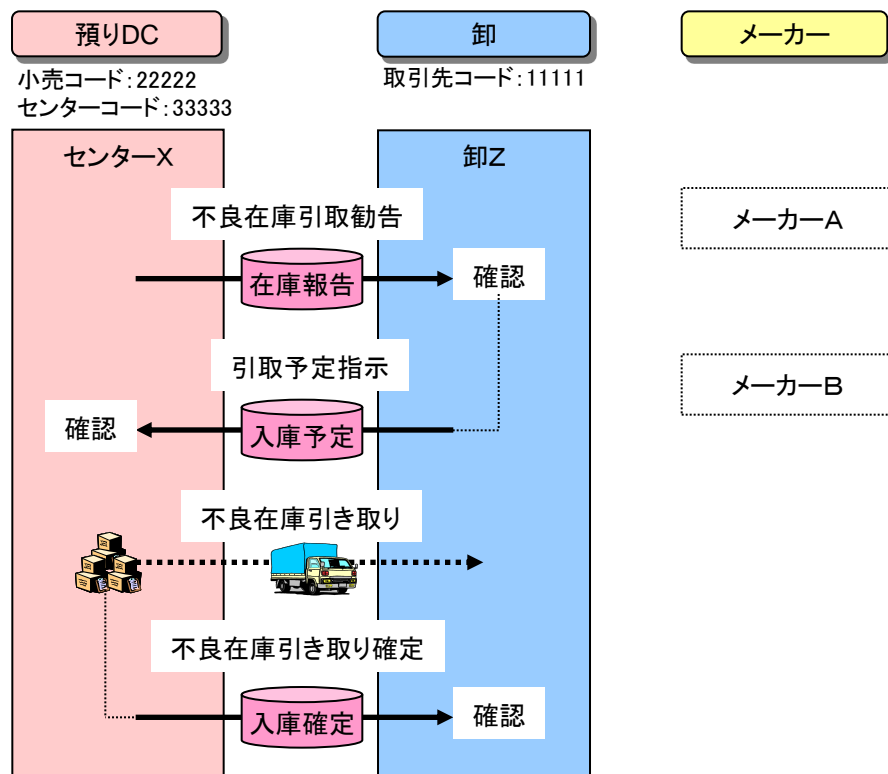 預りDC
卸
メーカー
小売コード:22222
センターコード:33333
取引先コード:11111
センターX
卸Z
不良在庫引取勧告
メーカーA
在庫報告
確認
引取予定指示
メーカーB
確認
入庫予定
不良在庫引き取り
不良在庫引き取り確定
入庫確定
確認